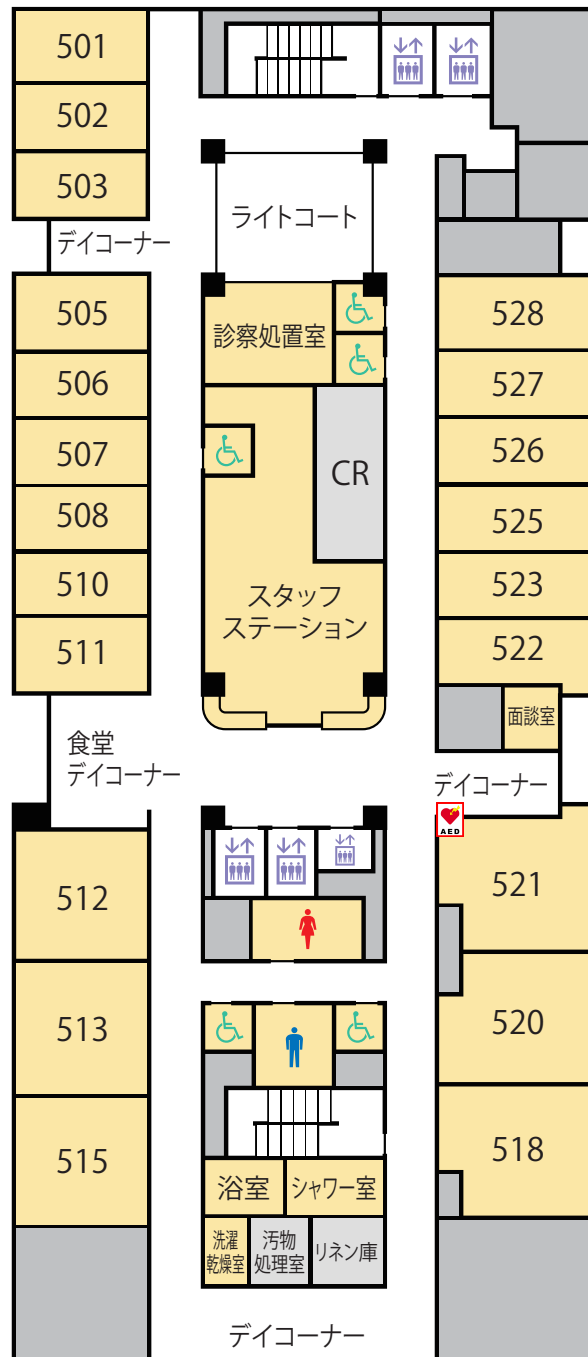 501
502
503
デイコーナー
505
506
507
508
510
511
食堂
デイコーナー
512
513
515
ライトコート
診察処置室
CR
スタッフ
ステーション
浴室
シャワー室
洗濯
乾燥室
汚物
処理室
リネン庫
デイコーナー
528
527
526
525
523
522
面談室
デイコーナー
AED
521
520
518